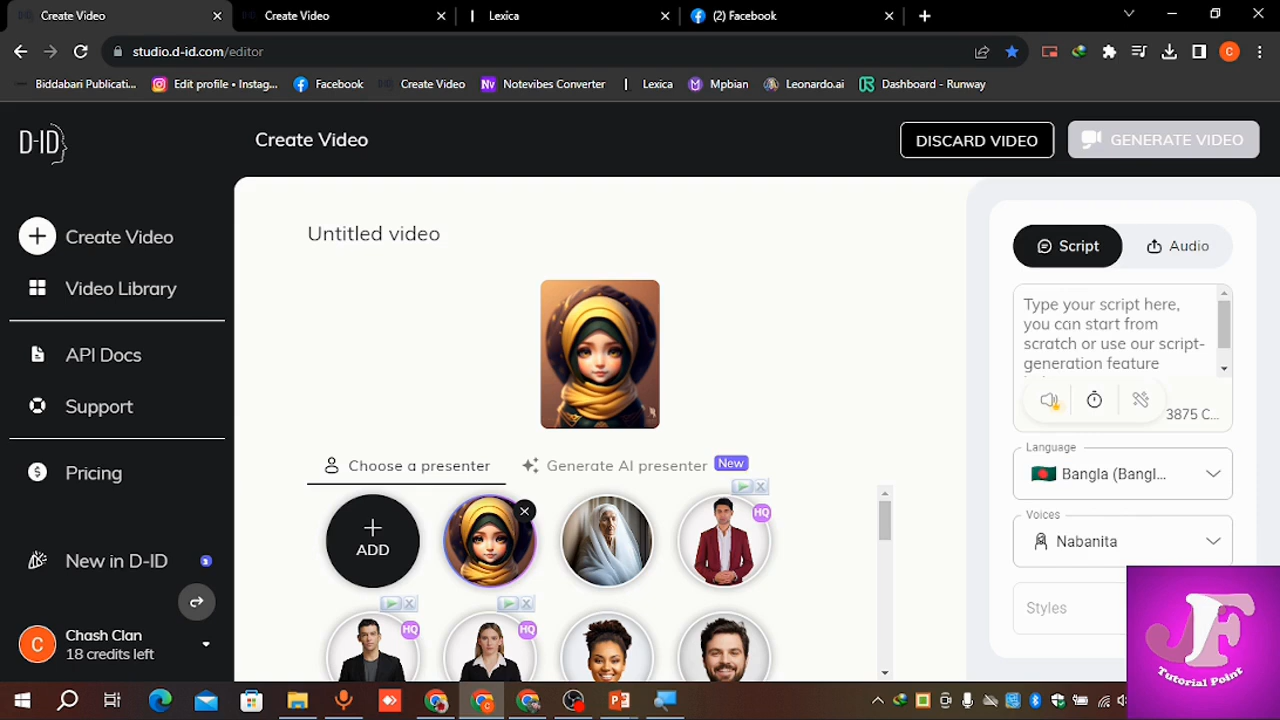 Create Video
Create Video
Lexica
(2) Facebook
studio.d-id.com/editor
C
Biddabari Publicati...
Edit profile • Instag...
Facebook
Create Video
Nv
Notevibes Converter
Lexica
Mpbian
Leonardo.ai
Dashboard - Runway
D-ID
Create Video
DISCARD VIDEO
GENERATE VIDEO
Create Video
Video Library
API Docs
Support
Pricing
New in D-ID
3
C
Chash Clan
18 credits left
Untitled video
Choose a presenter
Generate AI presenter
New
ADD
HQ
HQ
HQ
Script
Audio
Type your script here,
you can start from
scratch or use our script-
generation feature
3875 C...
Language
Bangla (Bangl...
Voices
Nabanita
Styles
JF
Tutorial Point